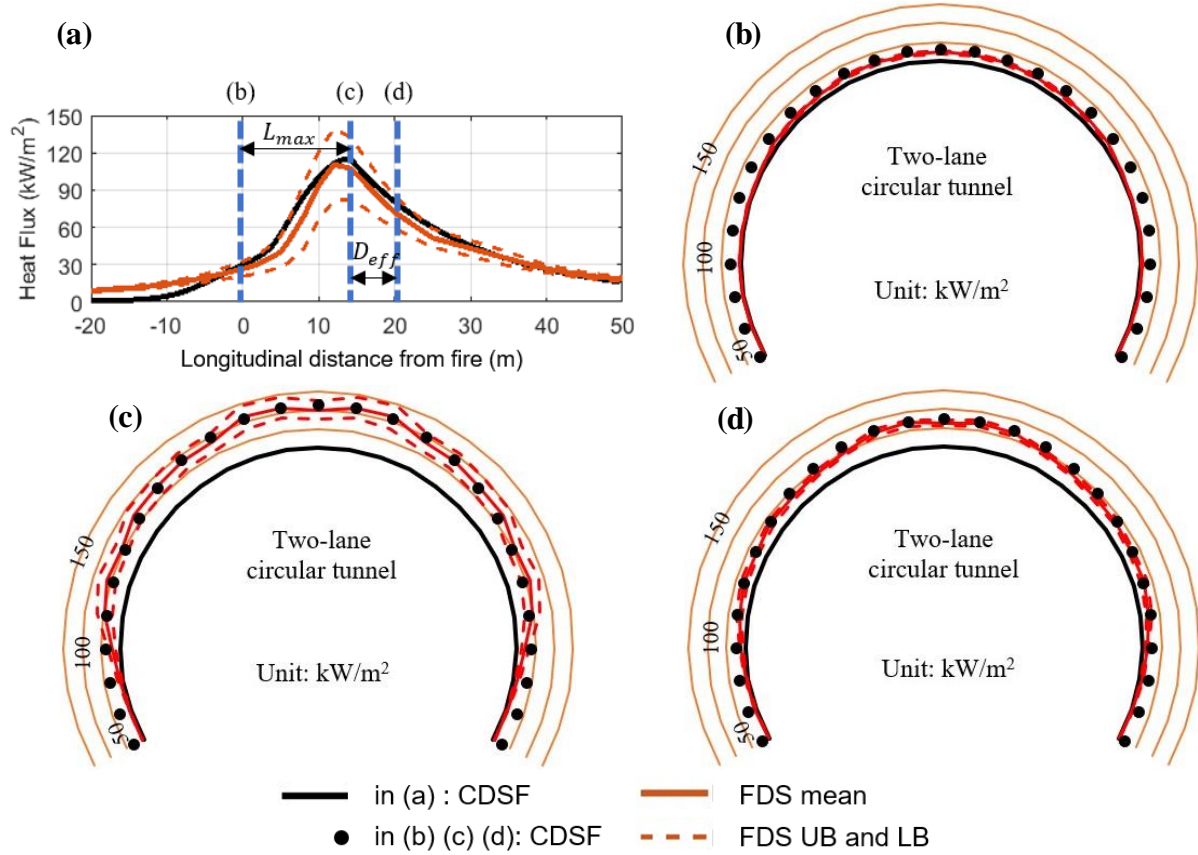 (a)
(b) (c) (d)
L_max
D_eff
150
120
90
60
30
0
-20 -10 0 10 20 30 40 50
Heat Flux (kW/m²)
Longitudinal distance from fire (m)
(b)
150
100
50
Two-lane
circular tunnel
Unit: kW/m²
(c)
150
100
50
Two-lane
circular tunnel
Unit: kW/m²
(d)
150
100
50
Two-lane
circular tunnel
Unit: kW/m²
in (a) : CDSF
FDS mean
in (b) (c) (d): CDSF
FDS UB and LB